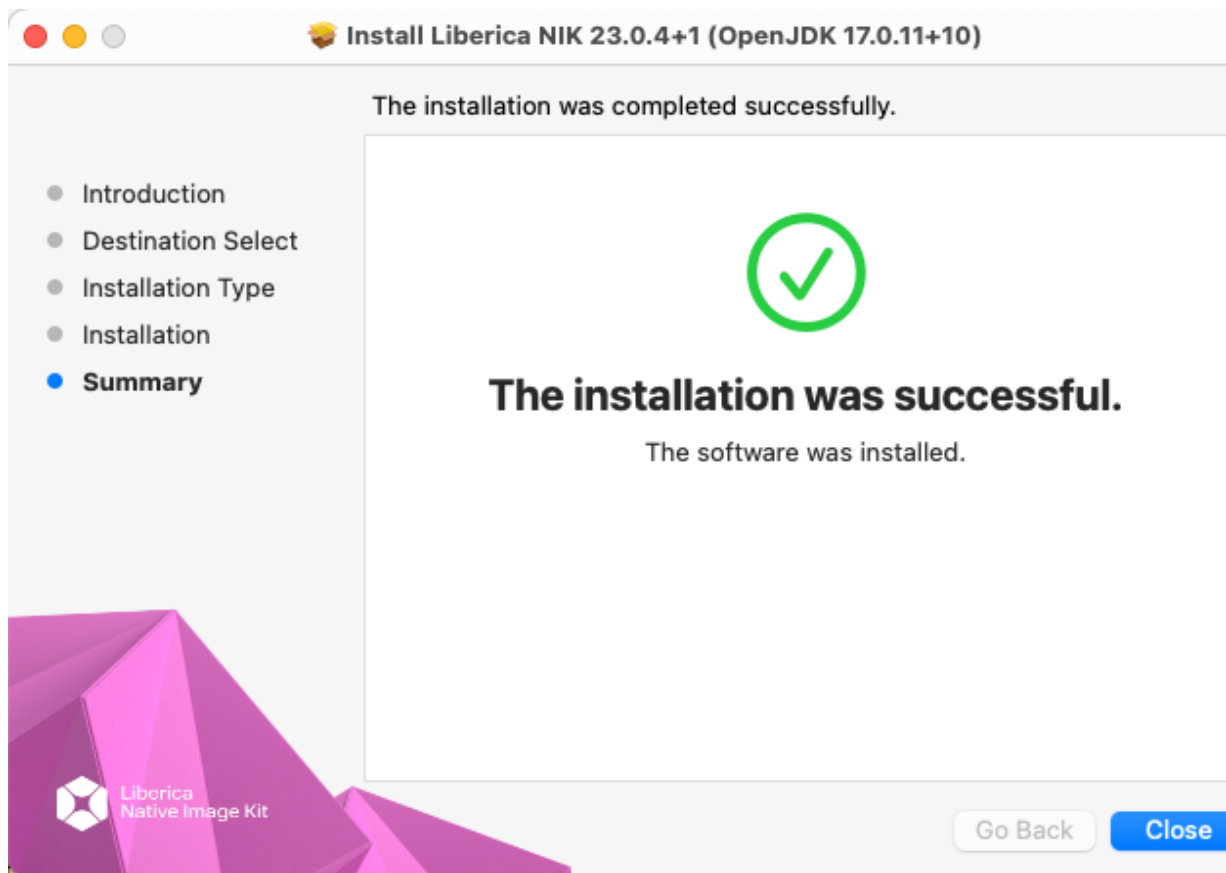 Install Liberica NIK 23.0.4+1 (OpenJDK 17.0.11+10)
The installation was completed successfully.
Introduction
Destination Select
Installation Type
Installation
Summary
The installation was successful.
The software was installed.
Liberica
Native Image Kit
Go Back
Close